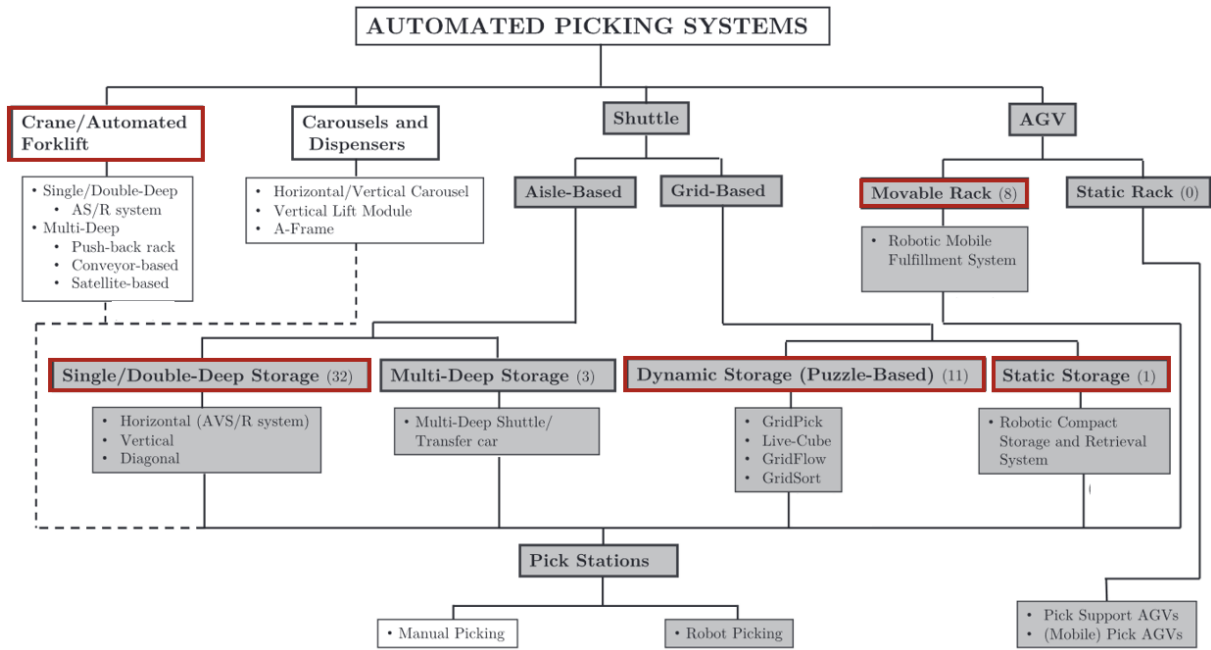 AUTOMATED PICKING SYSTEMS
Crane/Automated
Forklift
Carousels and
Dispensers
Shuttle
AGV
• Single/Double-Deep
• AS/R system
• Multi-Deep
• Push-back rack
• Conveyor-based
• Satellite-based
• Horizontal/Vertical Carousel
• Vertical Lift Module
• A-Frame
Aisle-Based
Grid-Based
Movable Rack (8)
Static Rack (0)
• Robotic Mobile
Fulfillment System
Single/Double-Deep Storage (32)
Multi-Deep Storage (3)
Dynamic Storage (Puzzle-Based) (11)
Static Storage (1)
• Horizontal (AVS/R system)
• Vertical
• Diagonal
• Multi-Deep Shuttle/
Transfer car
• GridPick
• Live-Cube
• GridFlow
• GridSort
• Robotic Compact
Storage and Retrieval
System
Pick Stations
• Manual Picking
• Robot Picking
• Pick Support AGVs
• (Mobile) Pick AGVs